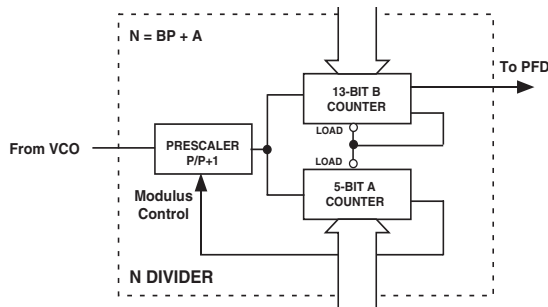 N = BP + A
To PFD
13-BIT B
COUNTER
LOAD
From VCO
PRESCALER
P/P+1
LOAD
Modulus
Control
5-BIT A
COUNTER
N DIVIDER